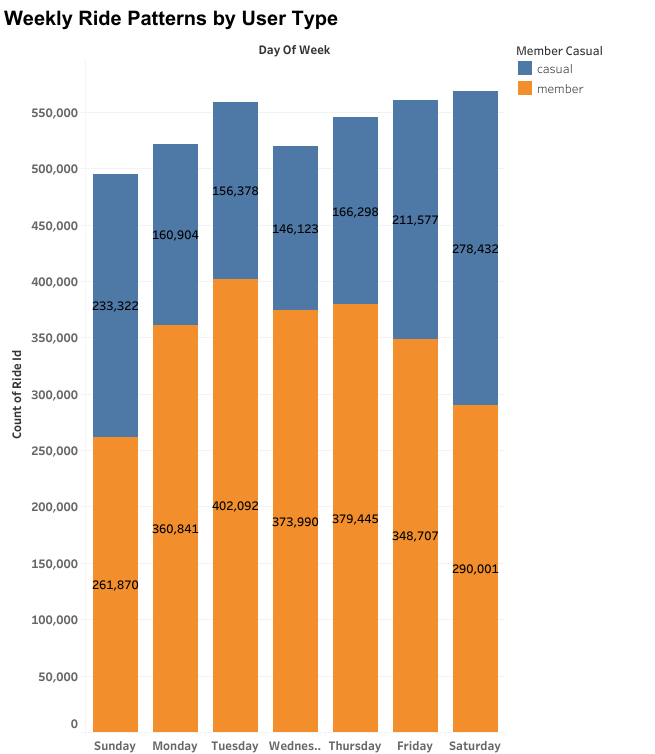 Weekly Ride Patterns by User Type
Day Of Week
Member Casual
casual
member
Count of Ride Id
550,000
500,000
450,000
400,000
350,000
300,000
250,000
200,000
150,000
100,000
50,000
0
233,322
160,904
156,378
146,123
166,298
211,577
278,432
261,870
360,841
402,092
373,990
379,445
348,707
290,001
Sunday
Monday
Tuesday
Wednes..
Thursday
Friday
Saturday